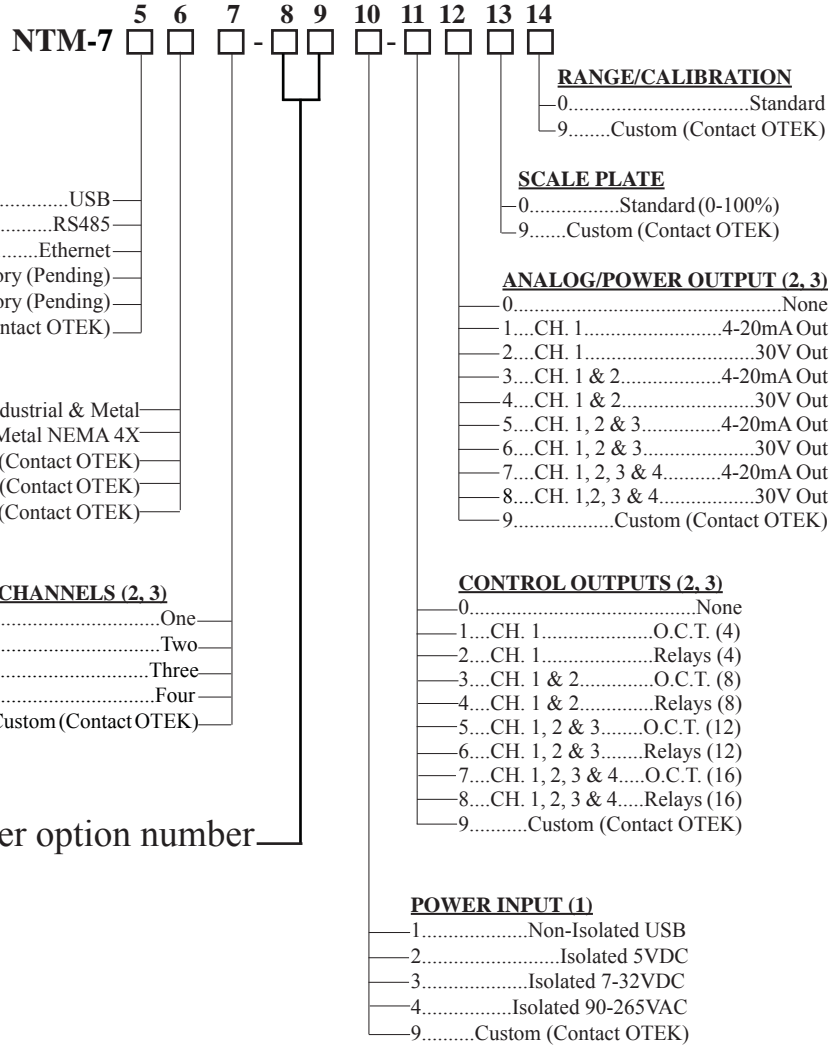 5 6 7 8 9 10 11 12 13 14
NTM-7 □ □ □ - □ □ □ - □ □ □ □
RANGE/CALIBRATION
0..............................Standard
9........Custom (Contact OTEK)
SCALE PLATE
0.................Standard (0-100%)
9.......Custom (Contact OTEK)
ANALOG/POWER OUTPUT (2, 3)
0.............................................None
1....CH. 1.......................4-20mA Out
2....CH. 1............................30V Out
3....CH. 1 & 2.................4-20mA Out
4....CH. 1 & 2......................30V Out
5....CH. 1, 2 & 3.............4-20mA Out
6....CH. 1, 2 & 3..................30V Out
7....CH. 1, 2, 3 & 4..........4-20mA Out
8....CH. 1,2, 3 & 4................30V Out
9...................Custom (Contact OTEK)
.............USB
............RS485
..........Ethernet
ory (Pending)
ory (Pending)
ntact OTEK)
dustrial & Metal
Metal NEMA 4X
(Contact OTEK)
(Contact OTEK)
(Contact OTEK)
CHANNELS (2, 3)
...........................One
...........................Two
.........................Three
..........................Four
Custom (Contact OTEK)
er option number
CONTROL OUTPUTS (2, 3)
0......................................None
1....CH. 1...................O.C.T. (4)
2....CH. 1...................Relays (4)
3....CH. 1 & 2.............O.C.T. (8)
4....CH. 1 & 2.............Relays (8)
5....CH. 1, 2 & 3........O.C.T. (12)
6....CH. 1, 2 & 3........Relays (12)
7....CH. 1, 2, 3 & 4.....O.C.T. (16)
8....CH. 1, 2, 3 & 4.....Relays (16)
9...........Custom (Contact OTEK)
POWER INPUT (1)
1...................Non-Isolated USB
2.........................Isolated 5VDC
3...................Isolated 7-32VDC
4.................Isolated 90-265VAC
9..........Custom (Contact OTEK)